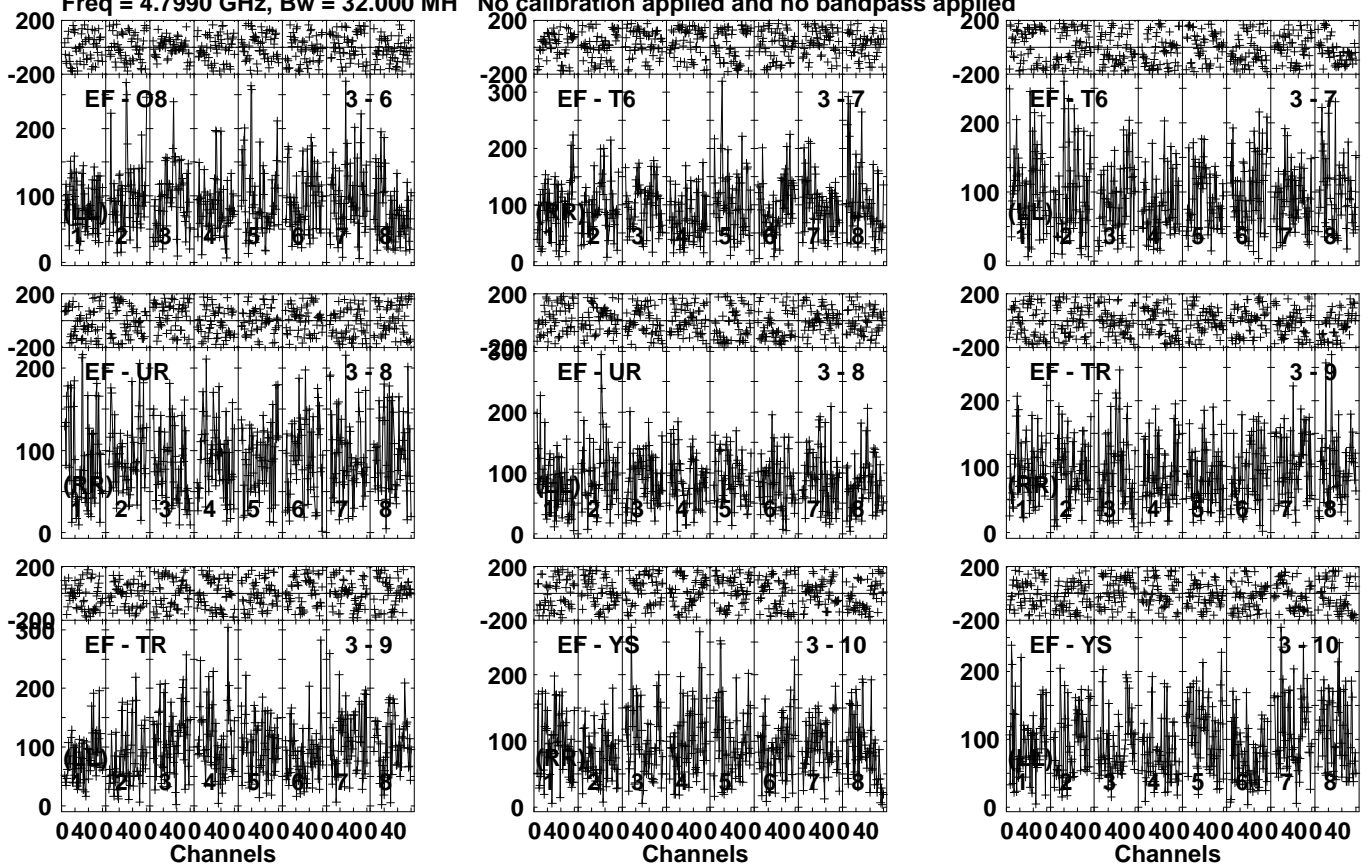 Freq = 4.7990 GHz, Bw = 32.000 MH No calibration applied and no bandpass applied
200 200 200
-200 -200 -200
300
EF - O8 3 - 6 EF - T6 3 - 7 EF - T6 3 - 7
200 200 200
100 100 100
(LL) (RR) (LL)
1 2 3 4 5 6 7 8 1 2 3 4 5 6 7 8 1 2 3 4 5 6 7 8
0 0 0
200 200 200
-200 -200 -200
300
EF - UR 3 - 8 EF - UR 3 - 8 EF - TR 3 - 9
200 200 200
100 100 100
(RR) (LL) (RR)
1 2 3 4 5 6 7 8 1 2 3 4 5 6 7 8 1 2 3 4 5 6 7 8
0 0 0
200 200 200
-200 -200 -200
300
EF - TR 3 - 9 EF - YS 3 - 10 EF - YS 3 - 10
200 200 200
100 100 100
(LL) (RR) (LL)
1 2 3 4 5 6 7 8 1 2 3 4 5 6 7 8 1 2 3 4 5 6 7 8
0 0 0
0 40 0 40 0 40 0 40 0 40 0 40 0 40 0 40 0 40 0 40 0 40 0 40 0 40 0 40 0 40 0 40 0 40 0 40 0 40 0 40 0 40 0 40 0 40 0 40
Channels Channels Channels